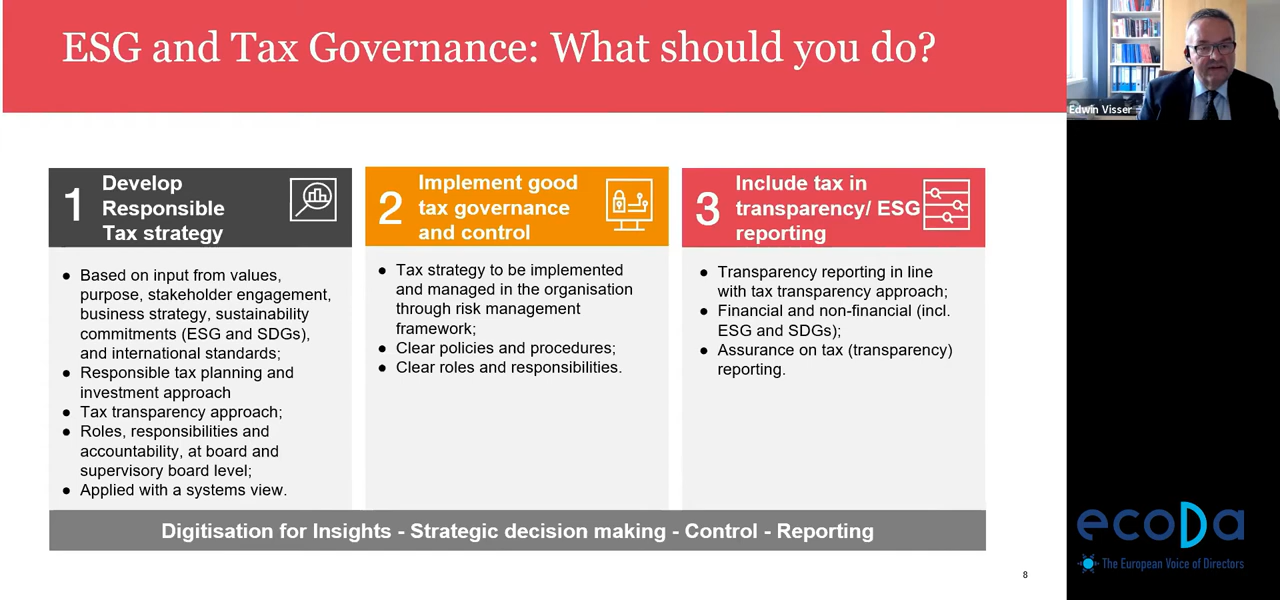 ESG and Tax Governance: What should you do?
Edwin Visser
1
Develop
Responsible
Tax strategy
● Based on input from values,
purpose, stakeholder engagement,
business strategy, sustainability
commitments (ESG and SDGs),
and international standards;
● Responsible tax planning and
investment approach
● Tax transparency approach;
● Roles, responsibilities and
accountability, at board and
supervisory board level;
● Applied with a systems view.
2
Implement good
tax governance
and control
● Tax strategy to be implemented
and managed in the organisation
through risk management
framework;
● Clear policies and procedures;
● Clear roles and responsibilities.
3
Include tax in
transparency/ ESG
reporting
● Transparency reporting in line
with tax transparency approach;
● Financial and non-financial (incl.
ESG and SDGs);
● Assurance on tax (transparency)
reporting.
Digitisation for Insights - Strategic decision making - Control - Reporting
8
ecoDa
The European Voice of Directors